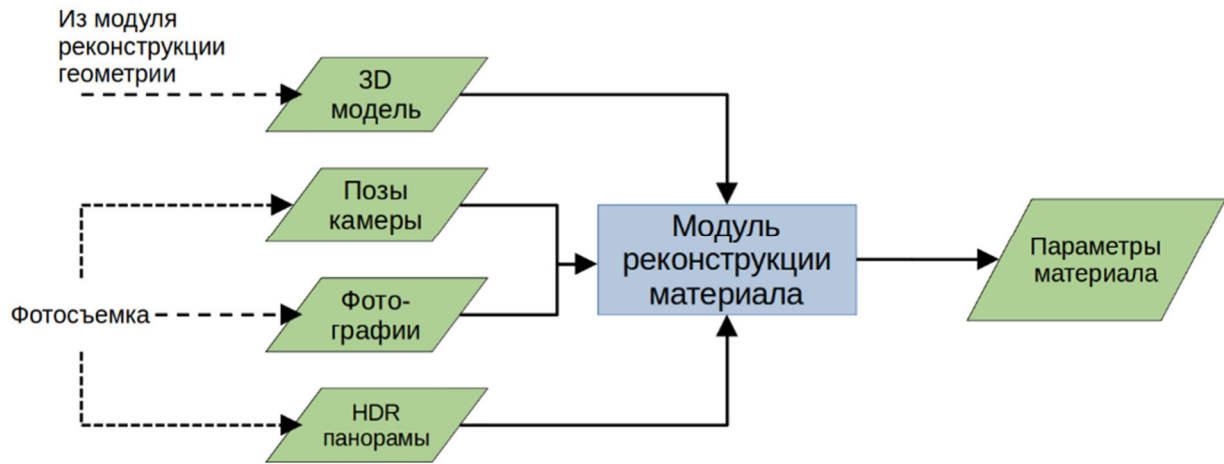 Из модуля
реконструкции
геометрии
3D
модель
Позы
камеры
Фотосъемка
Фото-
графии
HDR
панорамы
Модуль
реконструкции
материала
Параметры
материала